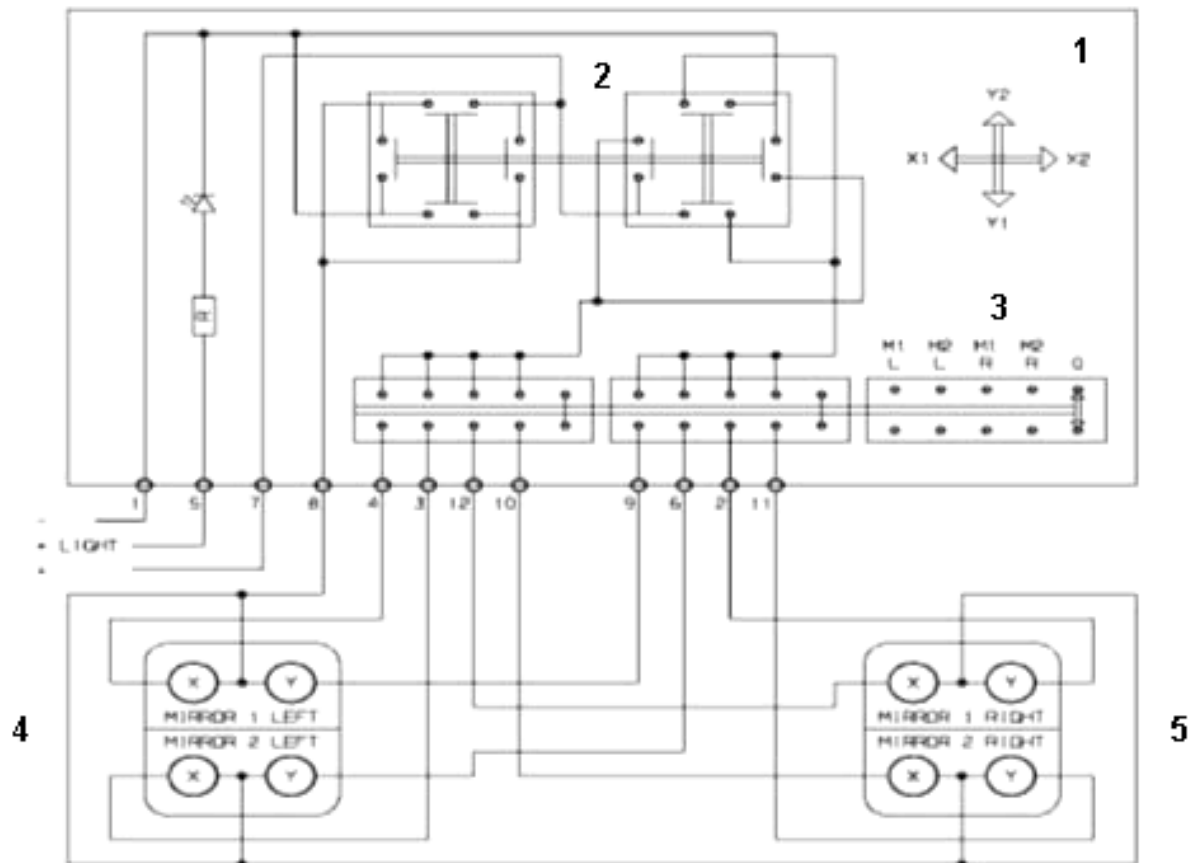 1
2
Y2
X1 X2
Y1
3
R
M1 M2 M1 M2
L L R R 0
1 5 7 8 4 3 12 10 9 6 2 11
LIGHT
X Y
MIRROR 1 LEFT
MIRROR 2 LEFT
X Y
4
X Y
MIRROR 1 RIGHT
MIRROR 2 RIGHT
X Y
5